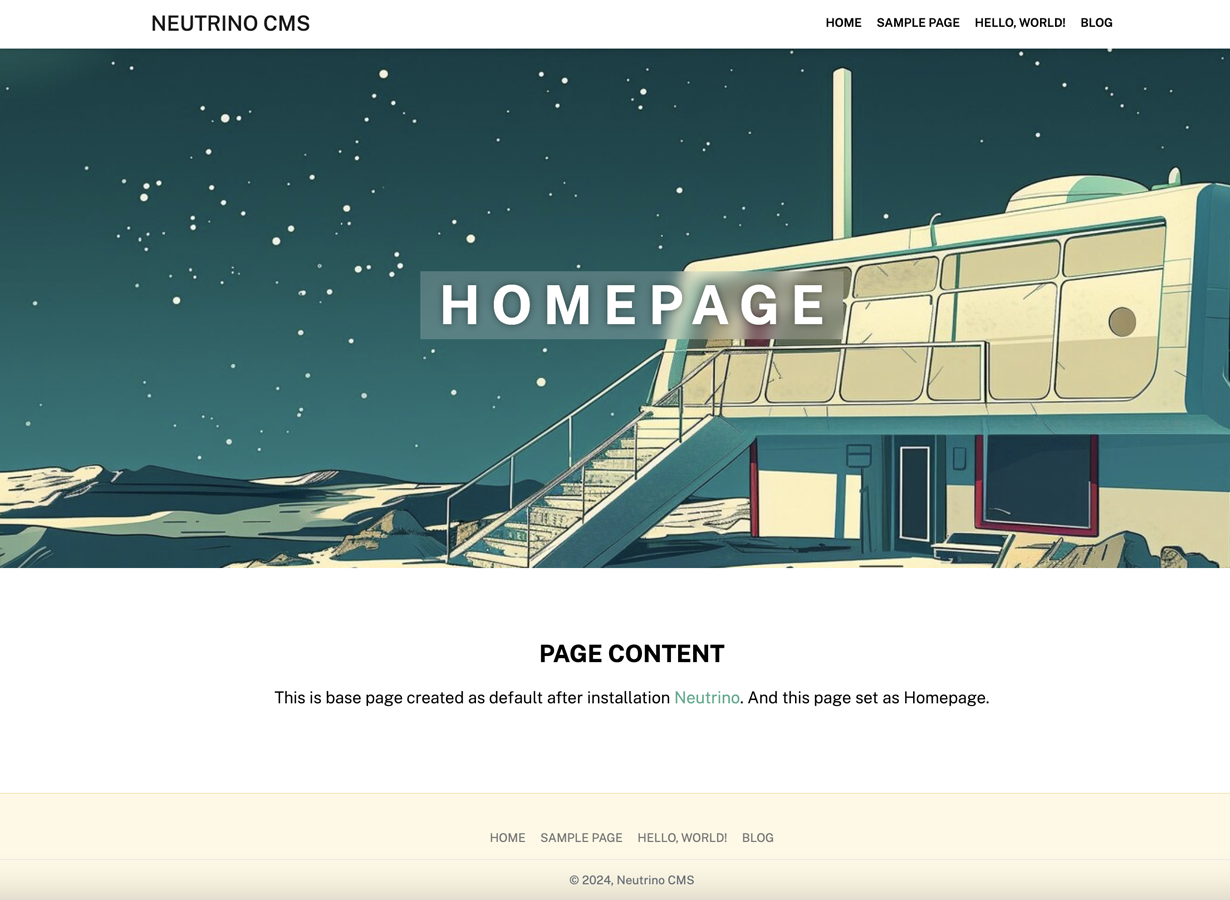 NEUTRINO CMS
HOME SAMPLE PAGE HELLO, WORLD! BLOG
HOMEPAGE
PAGE CONTENT
This is base page created as default after installation Neutrino. And this page set as Homepage.
HOME SAMPLE PAGE HELLO, WORLD! BLOG
© 2024, Neutrino CMS